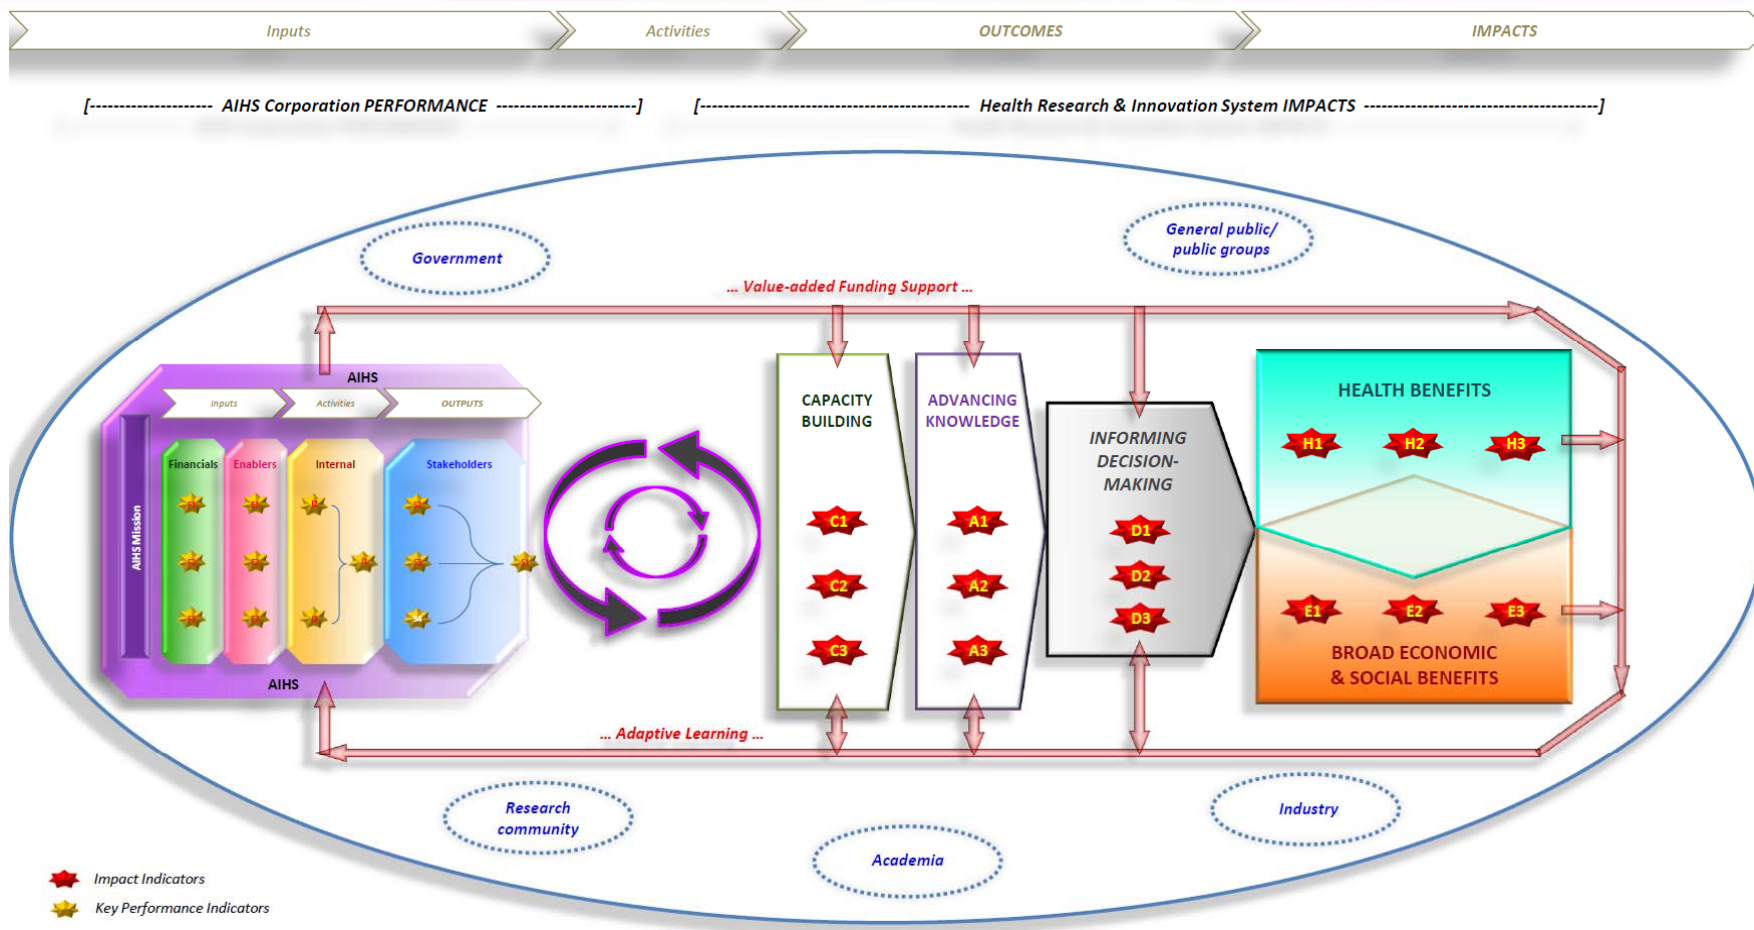 Inputs
Activities
OUTCOMES
IMPACTS
[--------------------- AIHS Corporation PERFORMANCE ------------------------]
[---------------------------------------------- Health Research & Innovation System IMPACTS ----------------------------------------]
Government
General public/
public groups
... Value-added Funding Support ...
AIHS
Inputs
Activities
OUTPUTS
AIHS Mission
Financials
Enablers
Internal
Stakeholders
CAPACITY
BUILDING
C1
C2
C3
ADVANCING
KNOWLEDGE
A1
A2
A3
INFORMING
DECISION-
MAKING
D1
D2
D3
HEALTH BENEFITS
H1
H2
H3
E1
E2
E3
BROAD ECONOMIC
& SOCIAL BENEFITS
AIHS
... Adaptive Learning ...
Research
community
Academia
Industry
Impact Indicators
Key Performance Indicators